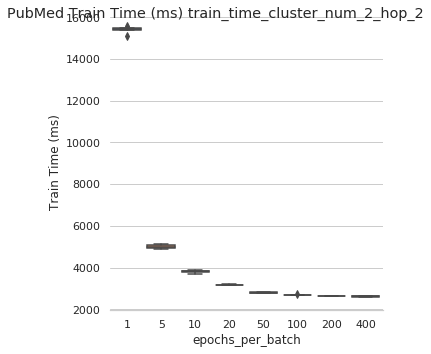 PubMed Train Time (ms) train_time_cluster_num_2_hop_2
16000
14000
12000
10000
8000
6000
4000
2000
Train Time (ms)
1 5 10 20 50 100 200 400
epochs_per_batch